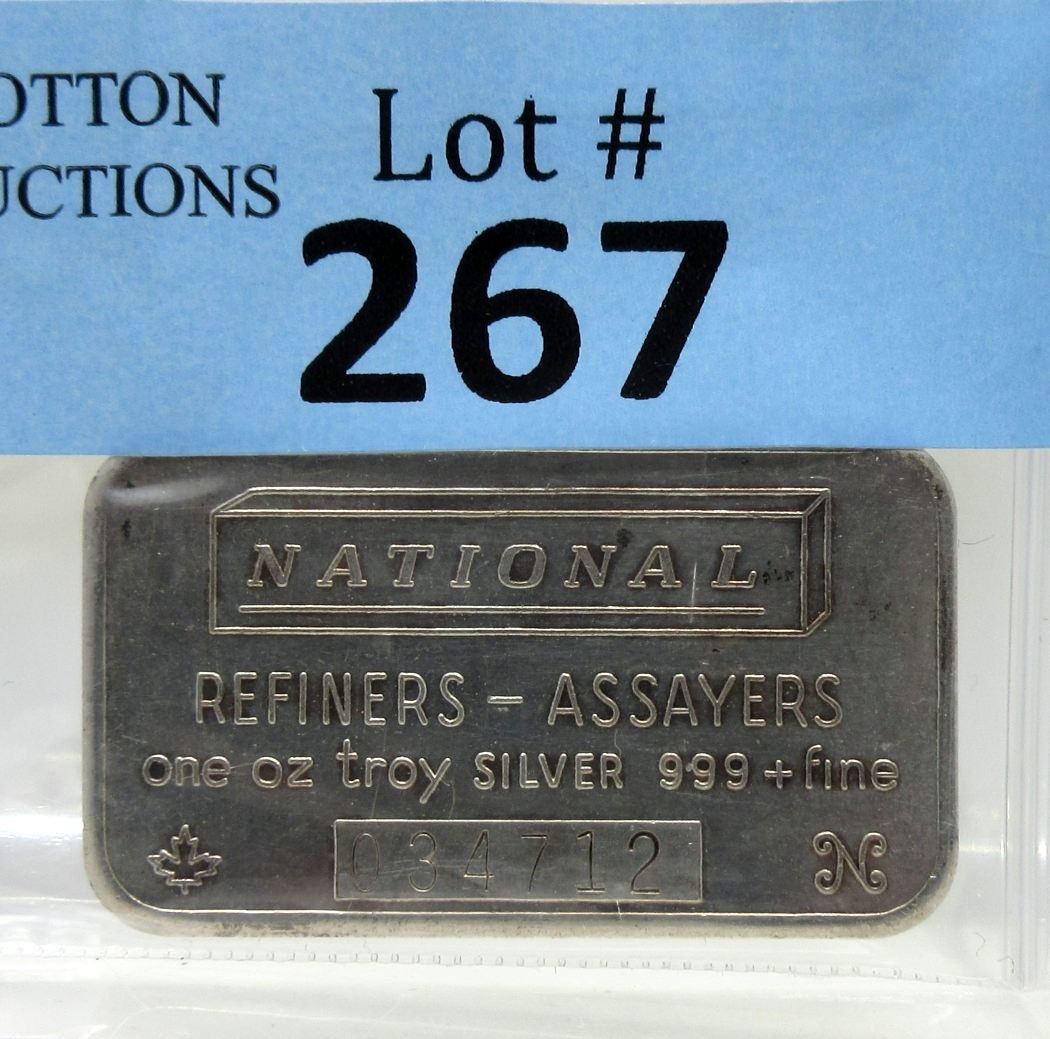 OTTON
UCTIONS
Lot #
267
NATIONAL
REFINERS - ASSAYERS
one oz troy SILVER 999+fine
034712
N